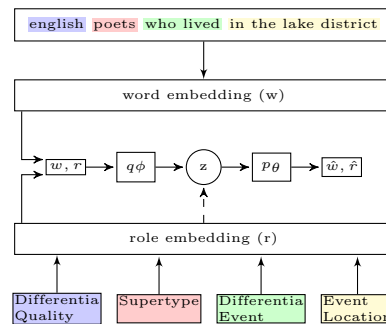 english poets who lived in the lake district
word embedding (w)
w, r qϕ z pθ ŵ, r̂
role embedding (r)
Differentia Quality
Supertype
Differentia Event
Event Location